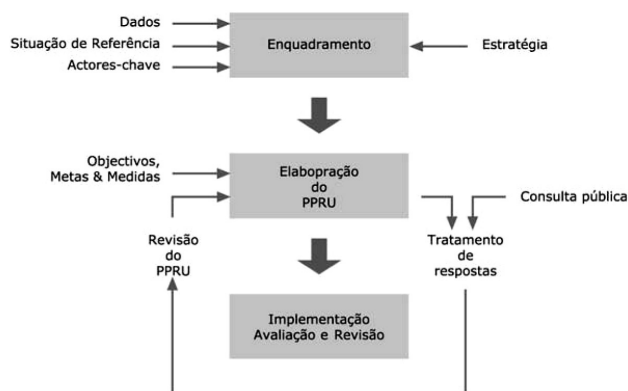 Dados
Situação de Referência
Actores-chave
Enquadramento
Estratégia
Objectivos,
Metas & Medidas
Elabopração
do
PPRU
Consulta pública
Revisão
do
PPRU
Tratamento
de
respostas
Implementação
Avaliação e Revisão